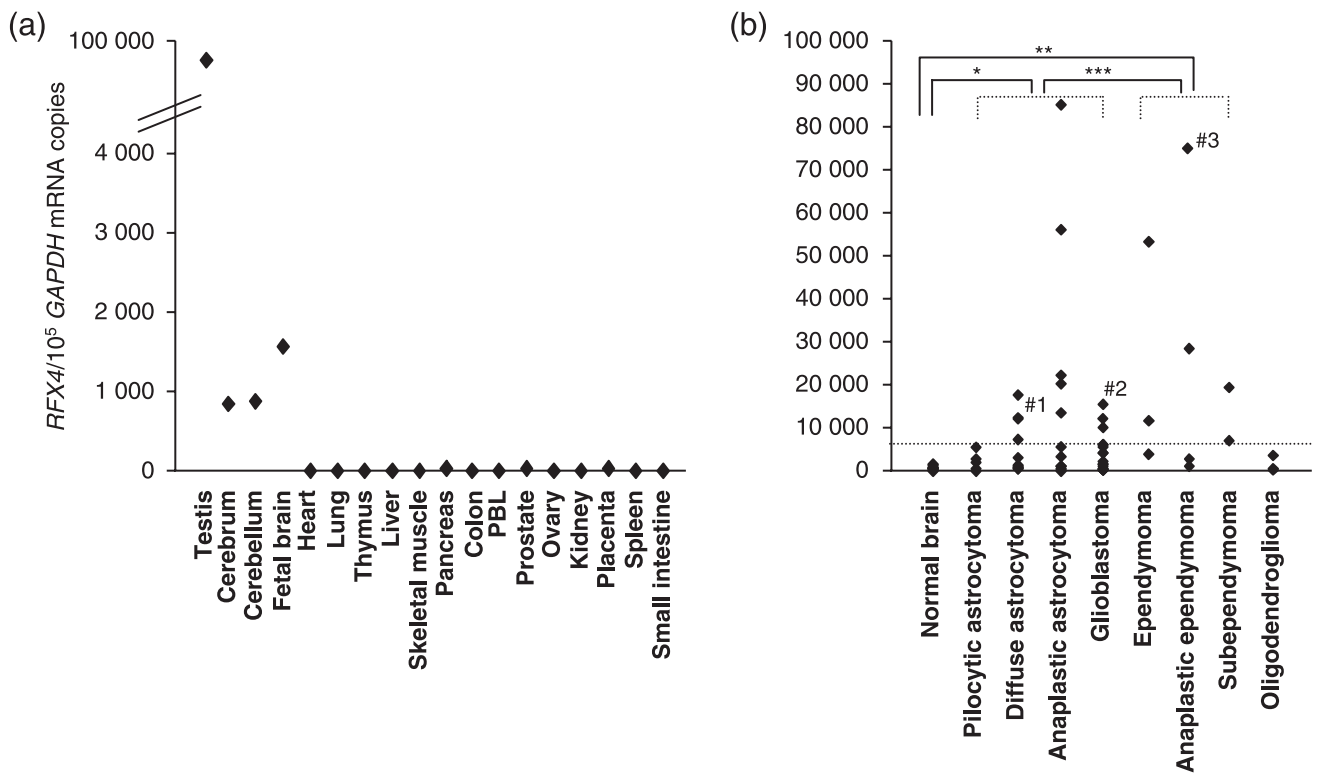 (a)
RFX4/10⁵ GAPDH mRNA copies
100 000
4 000
3 000
2 000
1 000
0
Testis
Cerebrum
Cerebellum
Fetal brain
Heart
Lung
Thymus
Liver
Skeletal muscle
Pancreas
Colon
PBL
Prostate
Ovary
Kidney
Placenta
Spleen
Small intestine
(b)
100 000
90 000
80 000
70 000
60 000
50 000
40 000
30 000
20 000
10 000
0
**
*
***
#3
#1
#2
Normal brain
Pilocytic astrocytoma
Diffuse astrocytoma
Anaplastic astrocytoma
Glioblastoma
Ependymoma
Anaplastic ependymoma
Subependymoma
Oligodendroglioma